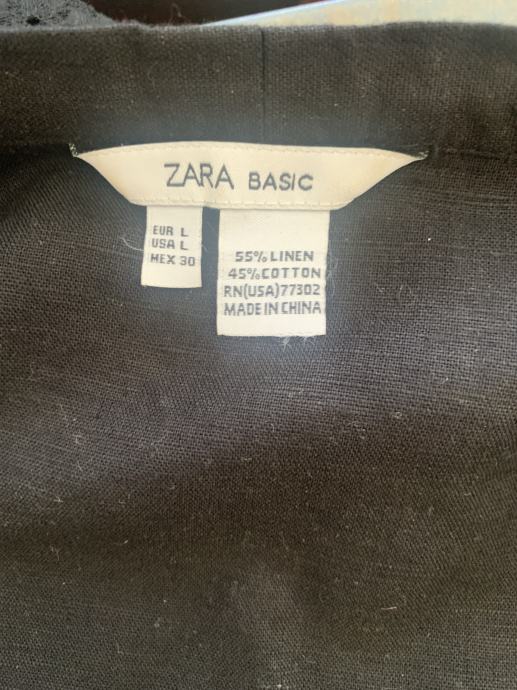 ZARA BASIC
EUR L
USA L
MEX 30
55% LINEN
45% COTTON
RN(USA)77302
MADE IN CHINA